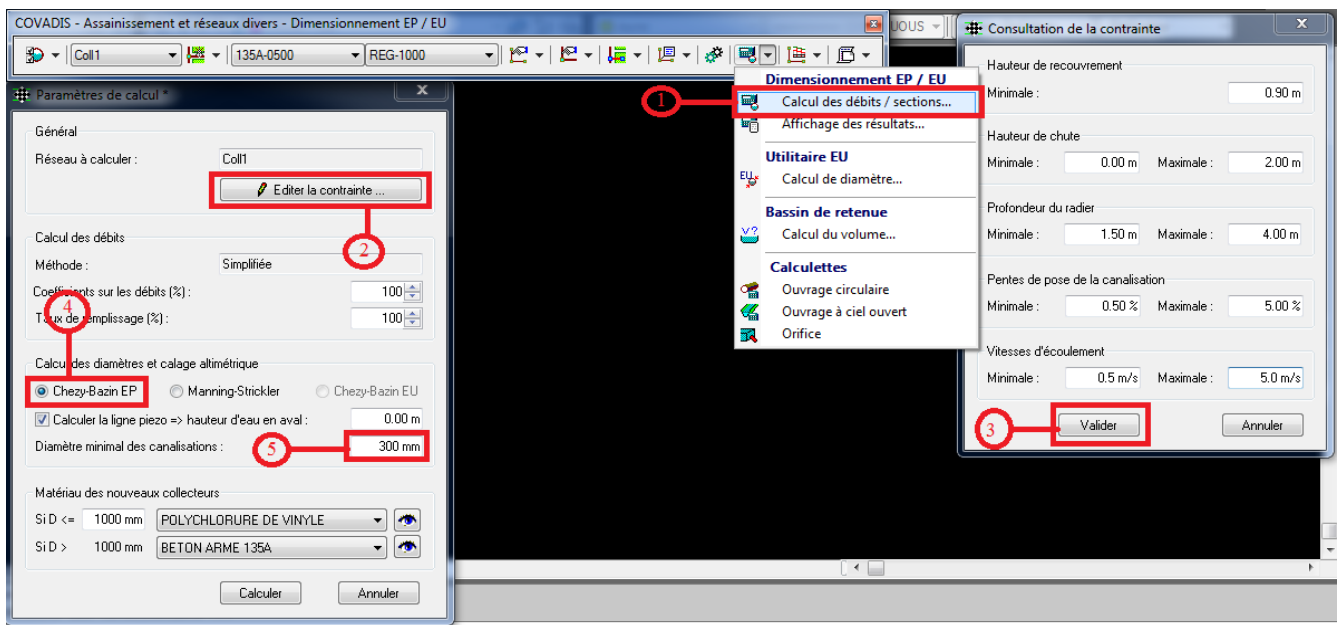 COVADIS - Assainissement et réseaux divers - Dimensionnement EP / EU
Coll1
135A-0500
REG-1000
Paramètres de calcul *
Général
Réseau à calculer :
Coll1
Editer la contrainte ...
2
Calcul des débits
Méthode :
Simplifiée
Coefficients sur les débits (%) :
100
4
Taux de remplissage (%) :
100
Calcul des diamètres et calage altimétrique
Chezy-Bazin EP
Manning-Strickler
Chezy-Bazin EU
Calculer la ligne piezo => hauteur d'eau en aval :
0.00 m
Diamètre minimal des canalisations :
5
300 mm
Matériau des nouveaux collecteurs
Si D <=
1000 mm
POLYCHLORURE DE VINYLE
Si D >
1000 mm
BETON ARME 135A
Calculer
Annuler
1
Dimensionnement EP / EU
Calcul des débits / sections...
Affichage des résultats...
Utilitaire EU
EU
Calcul de diamètre...
Bassin de retenue
V?
Calcul du volume...
Calculettes
Ouvrage circulaire
Ouvrage à ciel ouvert
Orifice
UOUS
Consultation de la contrainte
Hauteur de recouvrement
Minimale :
0.90 m
Hauteur de chute
Minimale :
0.00 m
Maximale :
2.00 m
Profondeur du radier
Minimale :
1.50 m
Maximale :
4.00 m
Pentes de pose de la canalisation
Minimale :
0.50 %
Maximale :
5.00 %
Vitesses d'écoulement
Minimale :
0.5 m/s
Maximale :
5.0 m/s
3
Valider
Annuler